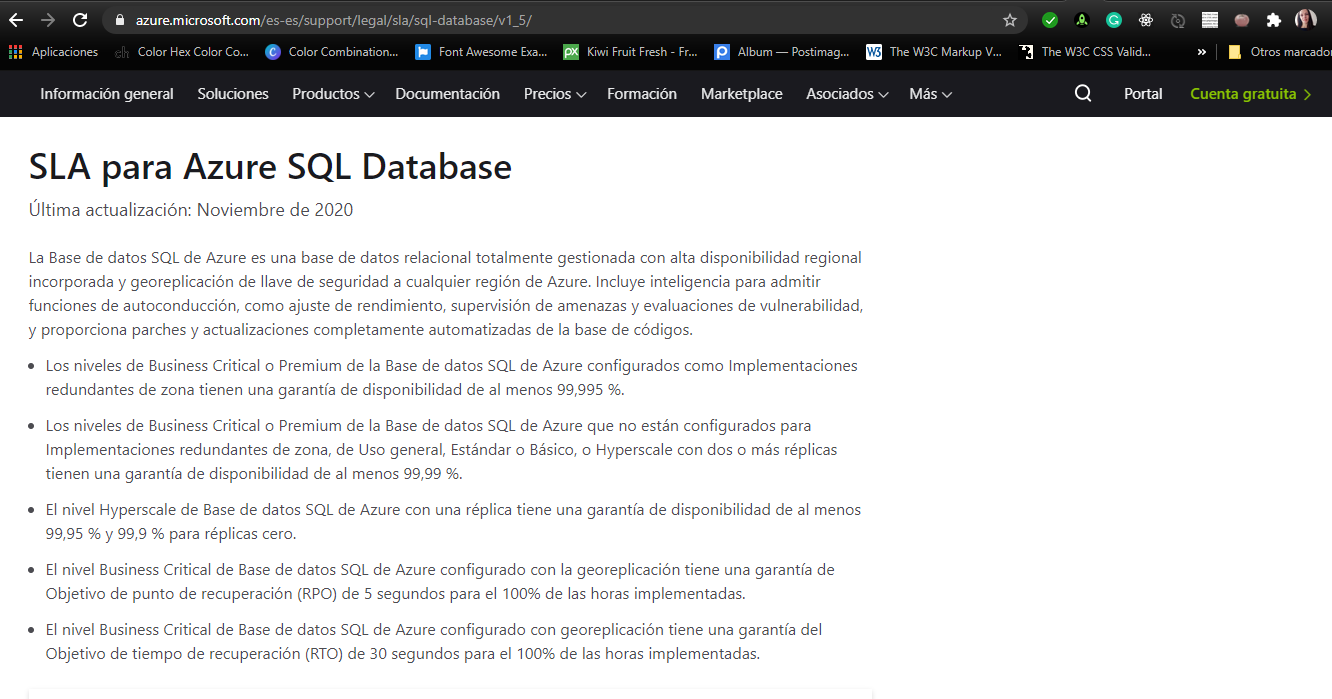 azure.microsoft.com/es-es/support/legal/sla/sql-database/v1_5/
Aplicaciones Color Hex Color Co... Color Combination... Font Awesome Exa... Kiwi Fruit Fresh - Fr... Album — Postimag... The W3C Markup V... The W3C CSS Valid... » Otros marcador
Información general Soluciones Productos Documentación Precios Formación Marketplace Asociados Más Portal Cuenta gratuita
SLA para Azure SQL Database
Última actualización: Noviembre de 2020
La Base de datos SQL de Azure es una base de datos relacional totalmente gestionada con alta disponibilidad regional
incorporada y georeplicación de llave de seguridad a cualquier región de Azure. Incluye inteligencia para admitir
funciones de autoconducción, como ajuste de rendimiento, supervisión de amenazas y evaluaciones de vulnerabilidad,
y proporciona parches y actualizaciones completamente automatizadas de la base de códigos.
• Los niveles de Business Critical o Premium de la Base de datos SQL de Azure configurados como Implementaciones
redundantes de zona tienen una garantía de disponibilidad de al menos 99,995 %.
• Los niveles de Business Critical o Premium de la Base de datos SQL de Azure que no están configurados para
Implementaciones redundantes de zona, de Uso general, Estándar o Básico, o Hyperscale con dos o más réplicas
tienen una garantía de disponibilidad de al menos 99,99 %.
• El nivel Hyperscale de Base de datos SQL de Azure con una réplica tiene una garantía de disponibilidad de al menos
99,95 % y 99,9 % para réplicas cero.
• El nivel Business Critical de Base de datos SQL de Azure configurado con la georeplicación tiene una garantía de
Objetivo de punto de recuperación (RPO) de 5 segundos para el 100% de las horas implementadas.
• El nivel Business Critical de Base de datos SQL de Azure configurado con georeplicación tiene una garantía del
Objetivo de tiempo de recuperación (RTO) de 30 segundos para el 100% de las horas implementadas.